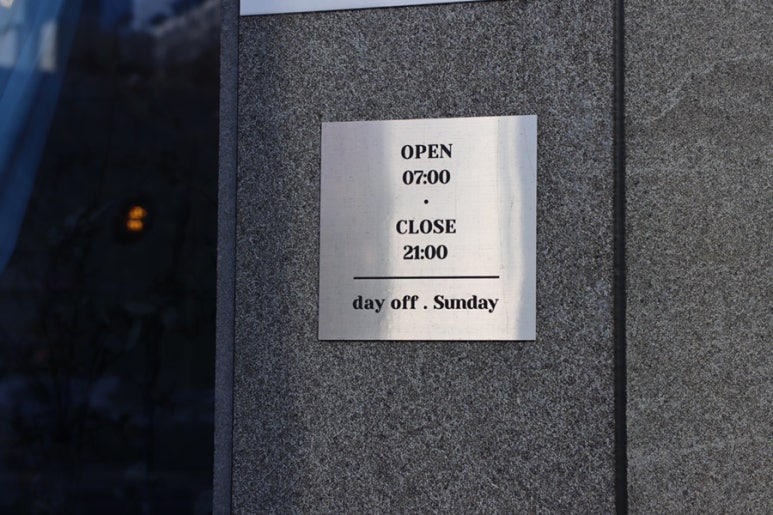 OPEN
07:00
•
CLOSE
21:00
day off . Sunday